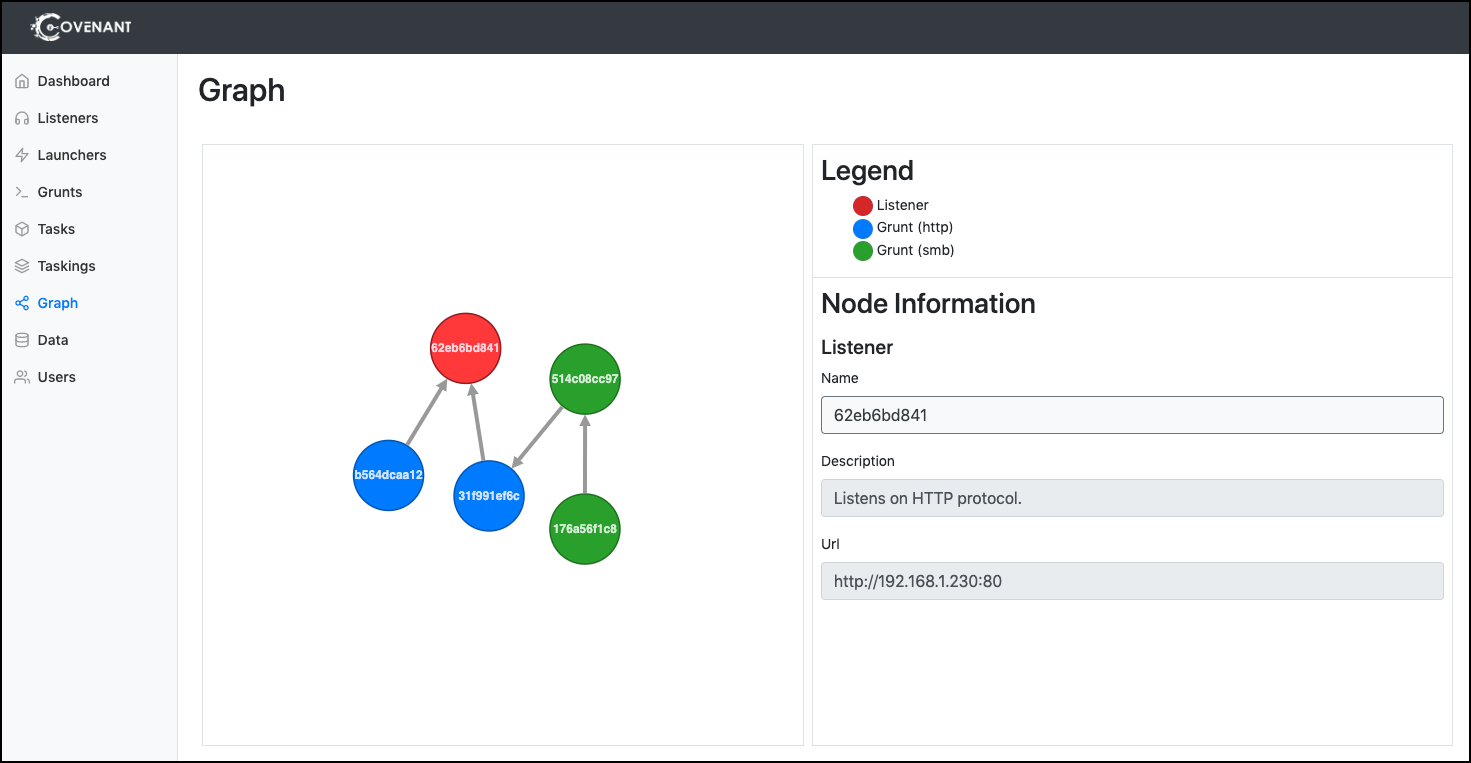 COVENANT
Dashboard
Listeners
Launchers
Grunts
Tasks
Taskings
Graph
Data
Users
Graph
62eb6bd841
514c08cc97
b564dcaa12
31f991ef6c
176a56f1c8
Legend
Listener
Grunt (http)
Grunt (smb)
Node Information
Listener
Name
62eb6bd841
Description
Listens on HTTP protocol.
Url
http://192.168.1.230:80